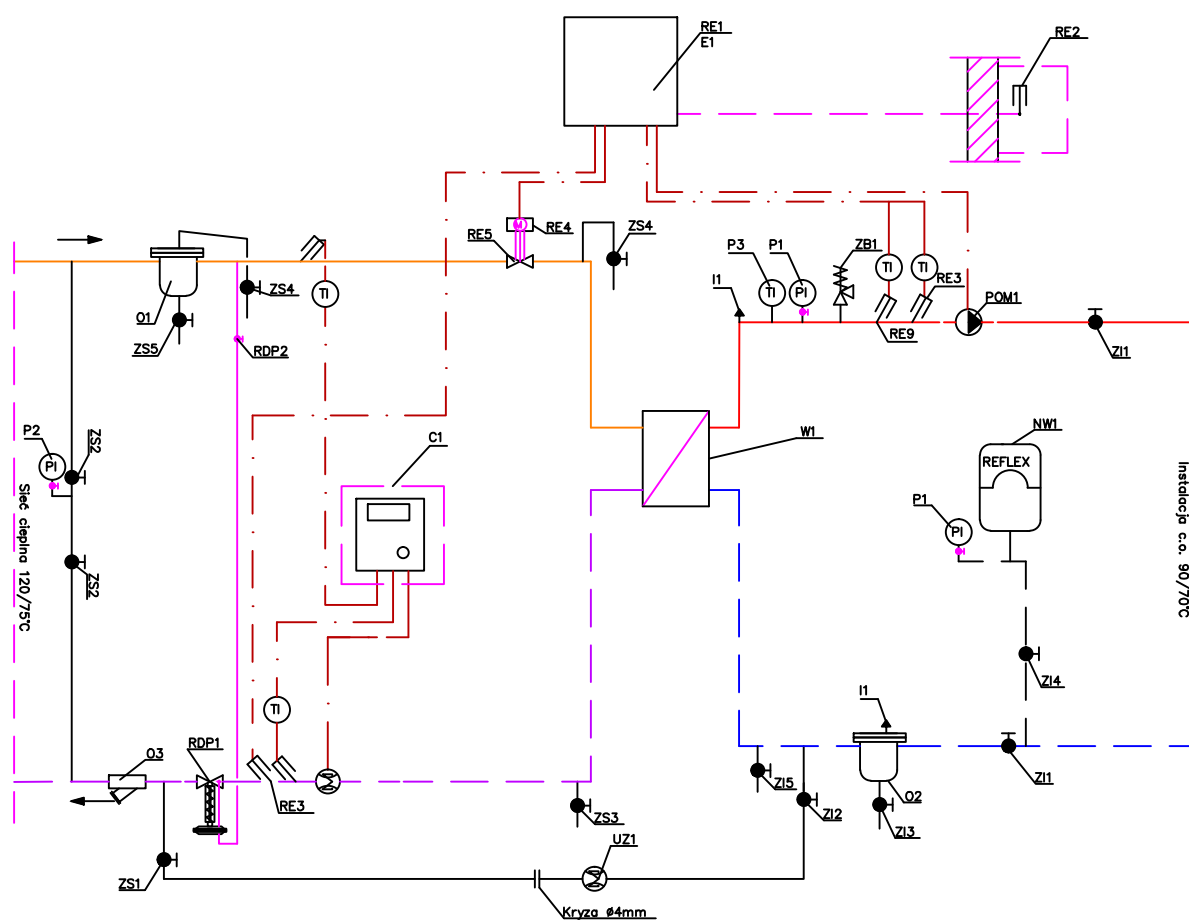 RE1
E1
RE2
RE5
M
RE4
ZS4
P3
P1
ZB1
I1
TI
PI
TI
TI
RE3
POM1
RE9
ZI1
O1
ZS5
ZS4
TI
RDP2
P2
PI
ZS2
ZS2
Sieć cieplna 120/75°C
C1
W1
NW1
REFLEX
P1
PI
Instalacja c.o. 90/70°C
ZI4
I1
TI
O3
RDP1
RE3
ZS3
ZI5
ZI2
O2
ZI3
ZI1
ZS1
UZ1
Kryza ø4mm